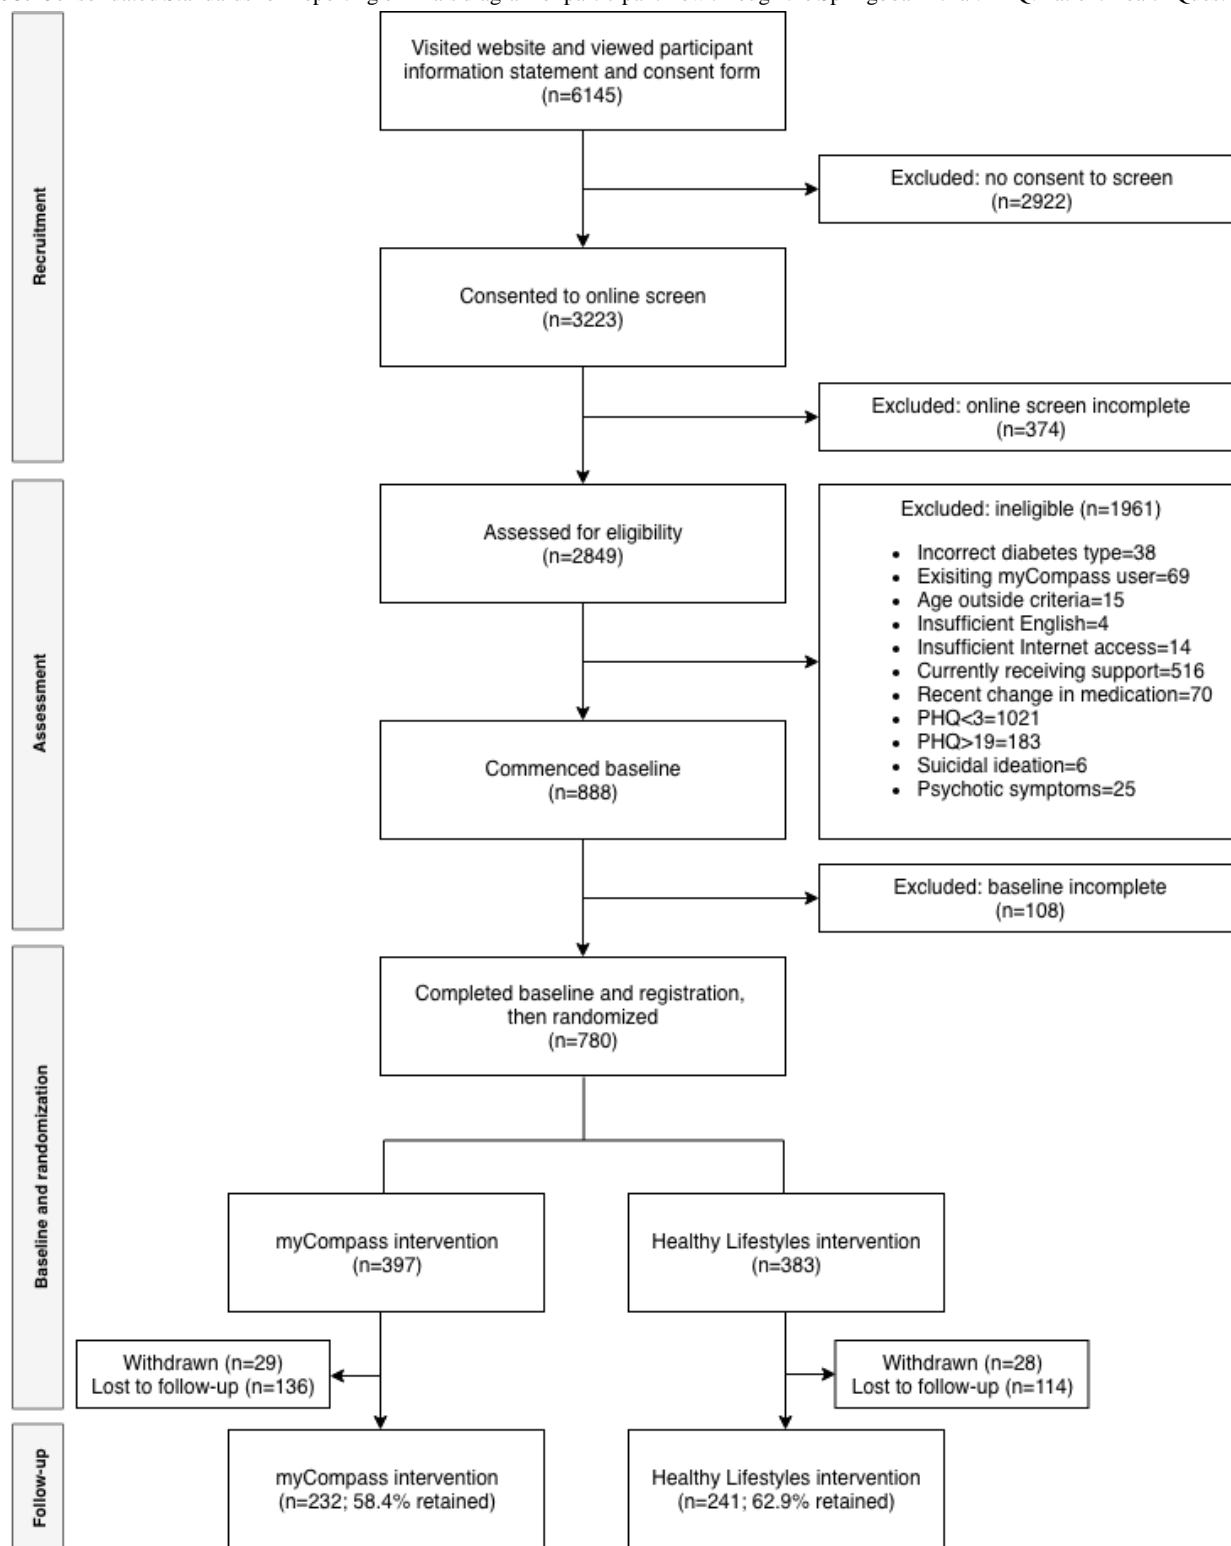 Visited website and viewed participant
information statement and consent form
(n=6145)
Excluded: no consent to screen
(n=2922)
Recruitment
Consented to online screen
(n=3223)
Excluded: online screen incomplete
(n=374)
Assessed for eligibility
(n=2849)
Excluded: ineligible (n=1961)
• Incorrect diabetes type=38
• Exisiting myCompass user=69
• Age outside criteria=15
• Insufficient English=4
• Insufficient Internet access=14
• Currently receiving support=516
• Recent change in medication=70
• PHQ<3=1021
• PHQ>19=183
• Suicidal ideation=6
• Psychotic symptoms=25
Assessment
Commenced baseline
(n=888)
Excluded: baseline incomplete
(n=108)
Completed baseline and registration,
then randomized
(n=780)
Baseline and randomization
myCompass intervention
(n=397)
Healthy Lifestyles intervention
(n=383)
Withdrawn (n=29)
Lost to follow-up (n=136)
Withdrawn (n=28)
Lost to follow-up (n=114)
Follow-up
myCompass intervention
(n=232; 58.4% retained)
Healthy Lifestyles intervention
(n=241; 62.9% retained)